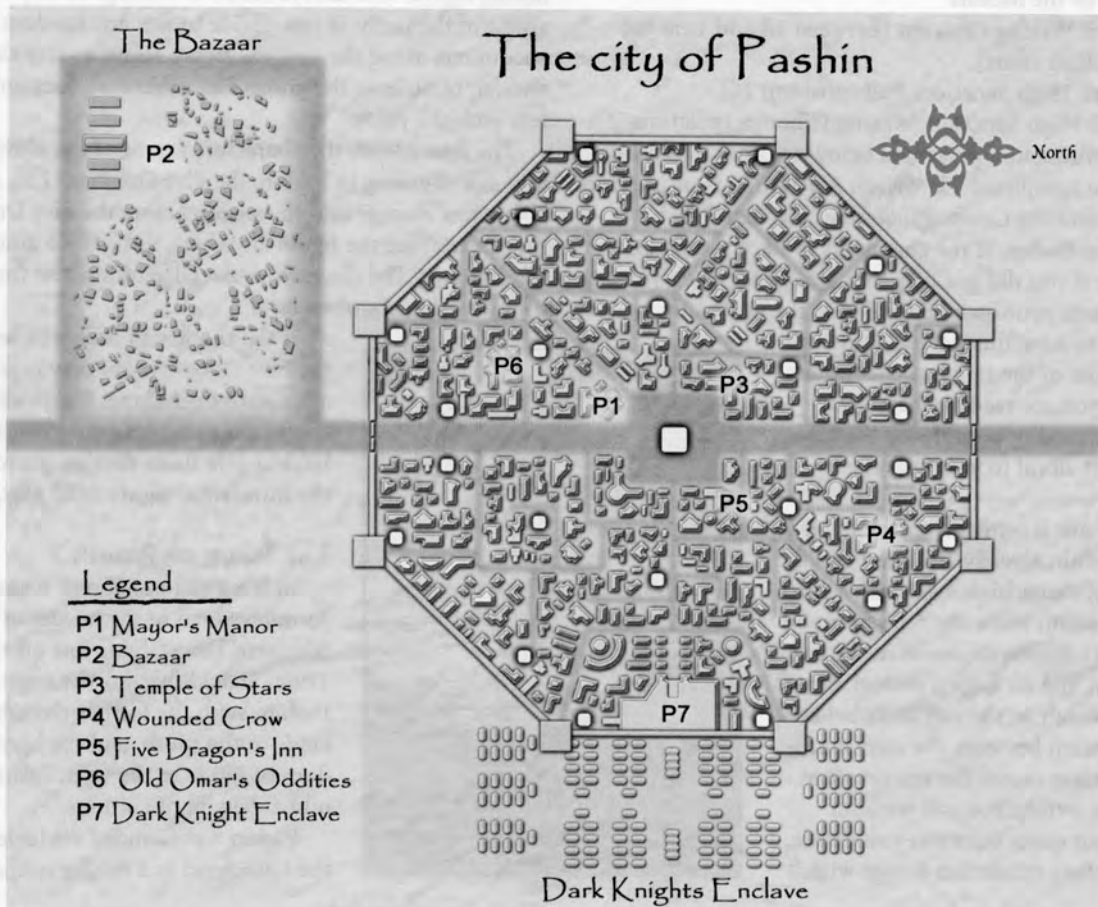 The Bazaar
The city of Pashin
North
P2
P6
P1
P3
P5
P4
P7
Legend
P1 Mayor's Manor
P2 Bazaar
P3 Temple of Stars
P4 Wounded Crow
P5 Five Dragon's Inn
P6 Old Omar's Oddities
P7 Dark Knight Enclave
Dark Knights Enclave